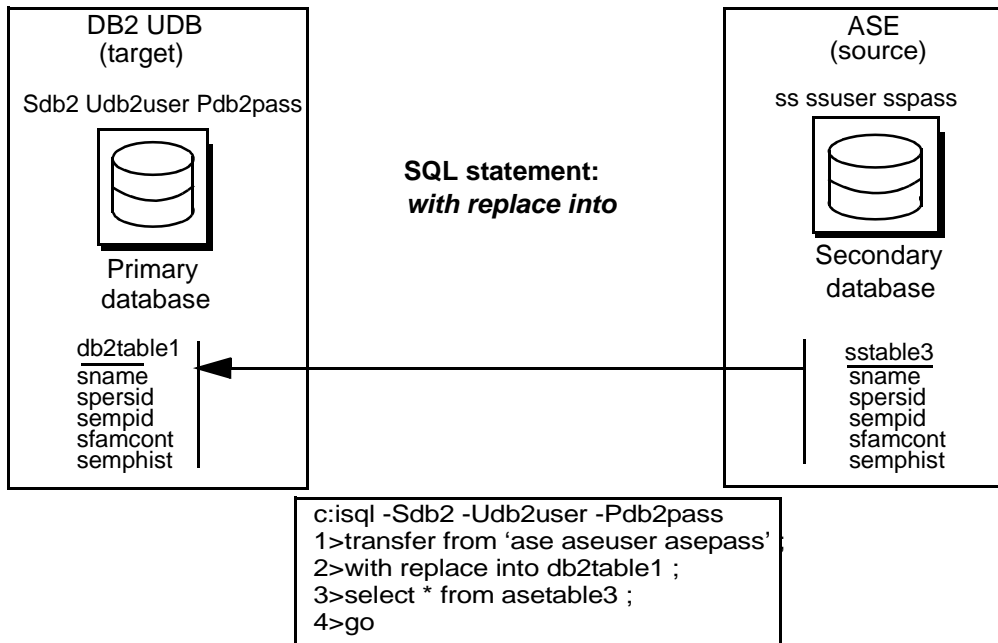 DB2 UDB
(target)
Sdb2 Udb2user Pdb2pass
Primary
database
db2table1
sname
spersid
sempid
sfamcont
semphist
SQL statement:
with replace into
ASE
(source)
ss ssuser sspass
Secondary
database
sstable3
sname
spersid
sempid
sfamcont
semphist
c:isql -Sdb2 -Udb2user -Pdb2pass
1>transfer from ‘ase aseuser asepass’ ;
2>with replace into db2table1 ;
3>select * from asetable3 ;
4>go